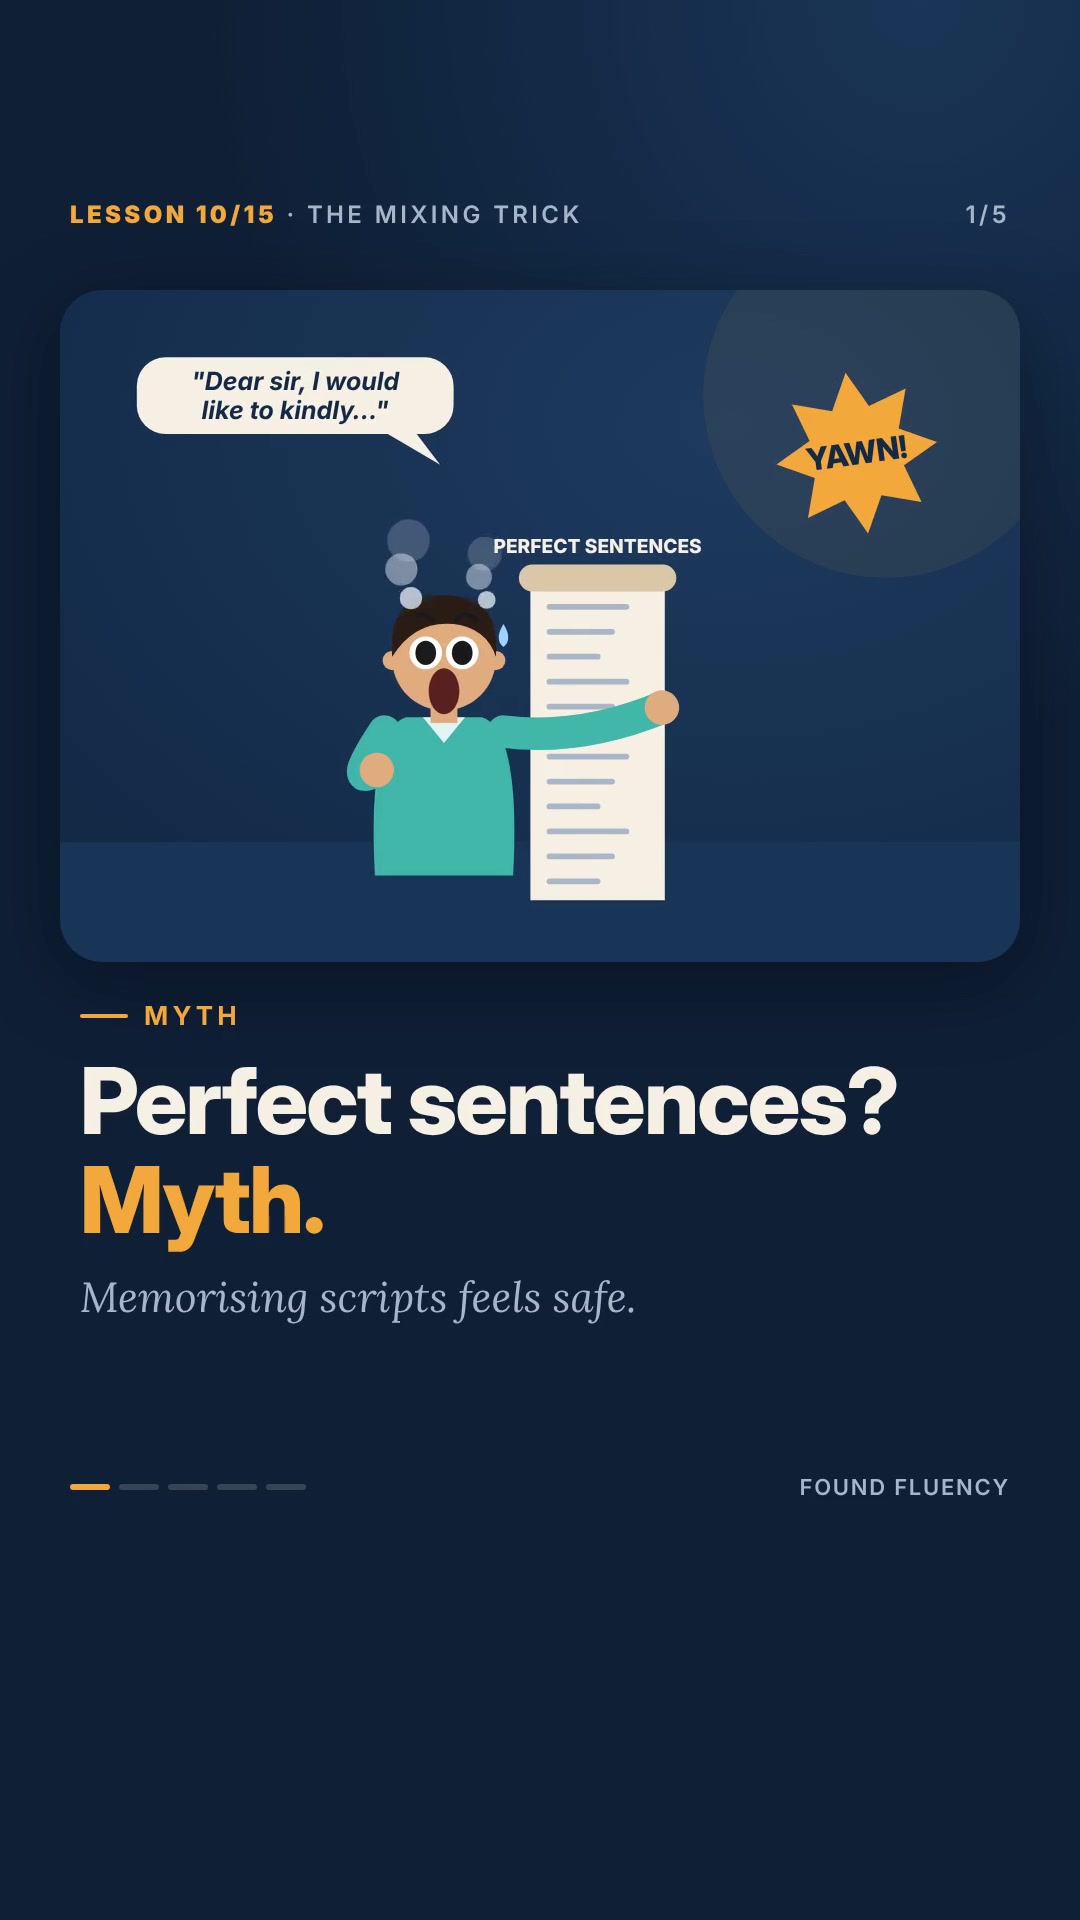 LESSON 10/15 · THE MIXING TRICK
1/5
"Dear sir, I would
like to kindly..."
YAWN!
PERFECT SENTENCES
MYTH
Perfect sentences?
Myth.
Memorising scripts feels safe.
FOUND FLUENCY